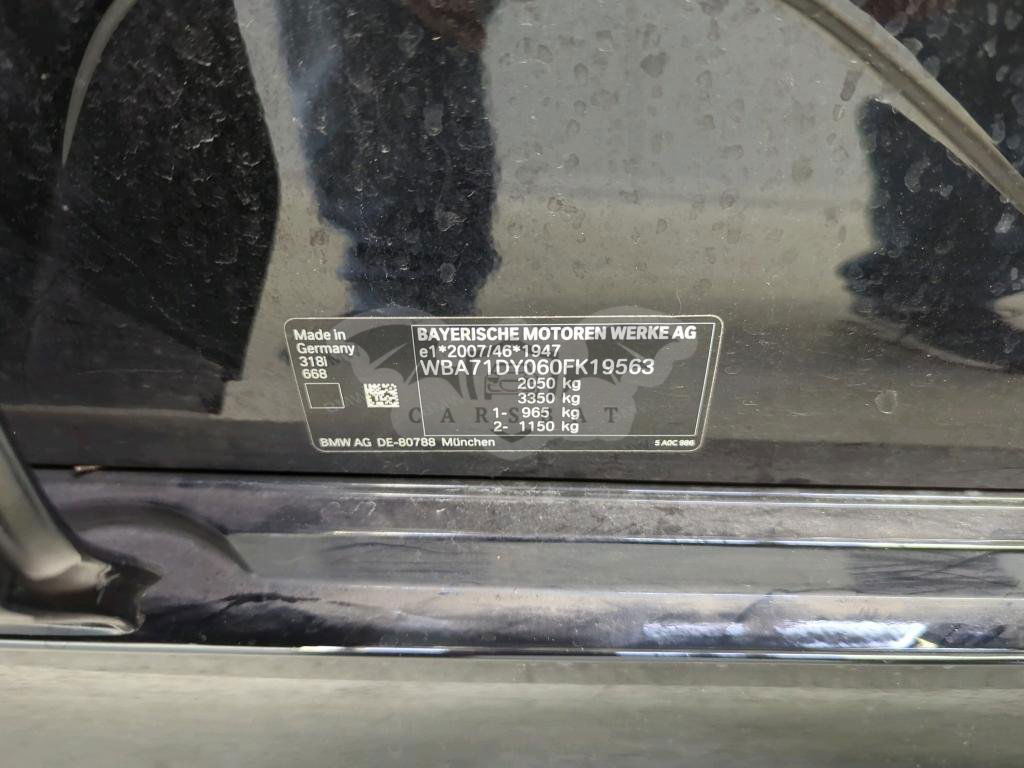 Made in
Germany
318i
668
BAYERISCHE MOTOREN WERKE AG
e1*2007/46*1947
WBA71DY060FK19563
2050 kg
3350 kg
1- 965 kg
2- 1150 kg
CARSEAT
BMW AG DE-80788 München
5 A0C 886